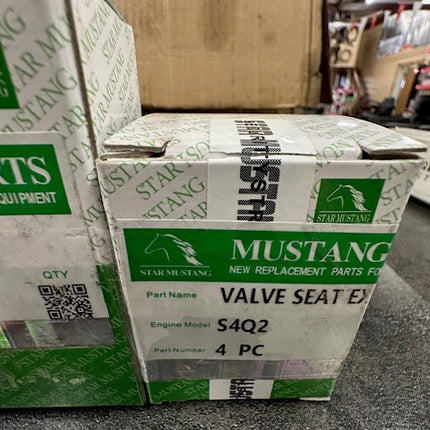 STAR MUSTANG
RTS
QUIPMENT
QTY
STAR MUSTANG
STAR MUSTANG
MUSTANG
NEW REPLACEMENT PARTS FO
Part Name VALVE SEAT EX
Engine Model S4Q2
Part Number 4 PC